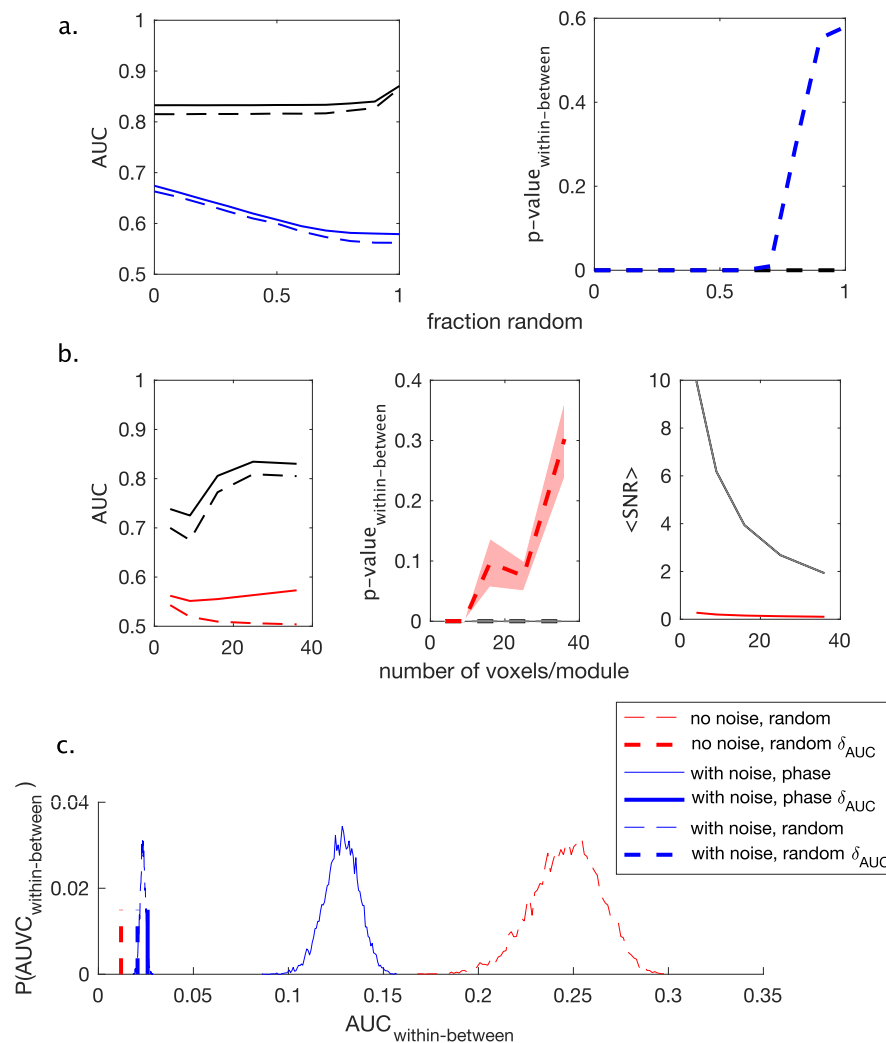 a.
1
0.9
0.8
0.7
0.6
0.5
AUC
0 0.5 1
0.6
0.4
0.2
0
p-value within-between
0 0.5 1
fraction random
b.
1
0.9
0.8
0.7
0.6
0.5
AUC
0 20 40
0.4
0.3
0.2
0.1
0
p-value within-between
0 20 40
10
8
6
4
2
0
<SNR>
0 20 40
number of voxels/module
c.
no noise, random
no noise, random δAUC
with noise, phase
with noise, phase δAUC
with noise, random
with noise, random δAUC
0.04
0.02
0
P(AUVC within-between)
0 0.05 0.1 0.15 0.2 0.25 0.3 0.35
AUC within-between